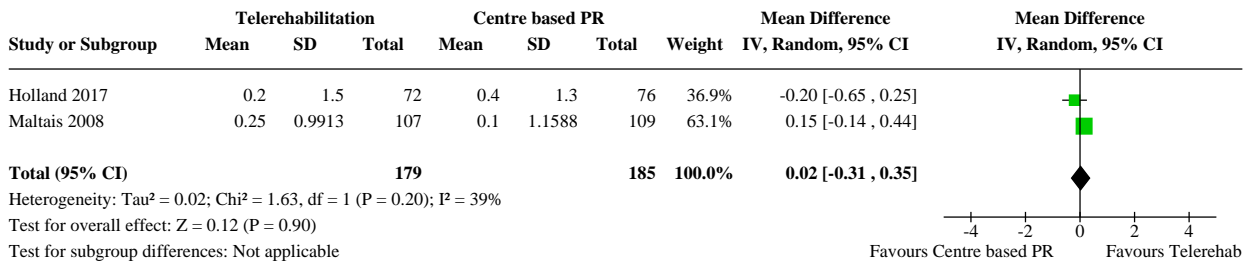 Telerehabilitation Centre based PR Mean Difference Mean Difference
Study or Subgroup Mean SD Total Mean SD Total Weight IV, Random, 95% CI IV, Random, 95% CI
Holland 2017 0.2 1.5 72 0.4 1.3 76 36.9% -0.20 [-0.65 , 0.25]
Maltais 2008 0.25 0.9913 107 0.1 1.1588 109 63.1% 0.15 [-0.14 , 0.44]
Total (95% CI) 179 185 100.0% 0.02 [-0.31 , 0.35]
Heterogeneity: Tau² = 0.02; Chi² = 1.63, df = 1 (P = 0.20); I² = 39%
Test for overall effect: Z = 0.12 (P = 0.90)
-4 -2 0 2 4
Test for subgroup differences: Not applicable
Favours Centre based PR Favours Telerehab